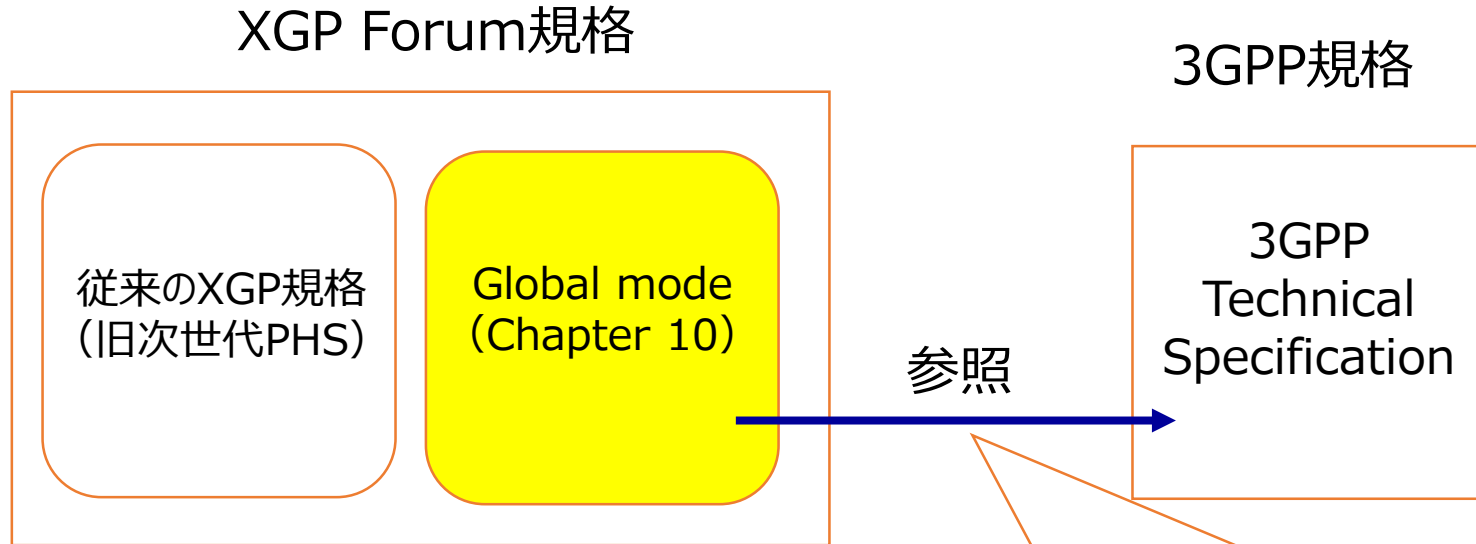 XGP Forum規格
3GPP規格
従来のXGP規格
（旧次世代PHS）
Global mode
（Chapter 10）
参照
3GPP
Technical
Specification